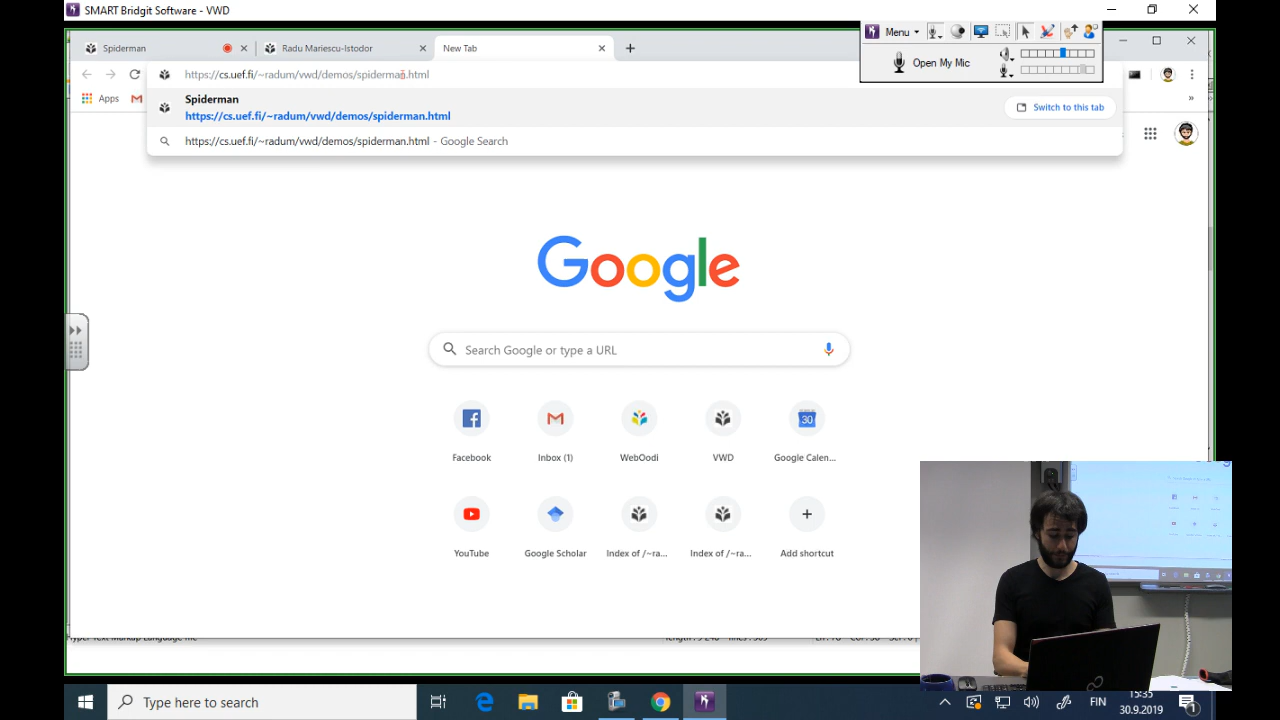 SMART Bridgit Software - VWD
Menu
Open My Mic
Spiderman
Radu Mariescu-Istodor
New Tab
https://cs.uef.fi/~radum/vwd/demos/spiderman.html
Apps
Spiderman
https://cs.uef.fi/~radum/vwd/demos/spiderman.html
Switch to this tab
https://cs.uef.fi/~radum/vwd/demos/spiderman.html - Google Search
Google
Search Google or type a URL
30
Facebook
Inbox (1)
WebOodi
VWD
Google Calen...
YouTube
Google Scholar
Index of /~ra...
Index of /~ra...
Add shortcut
Type here to search
FIN
15:35
30.9.2019
1